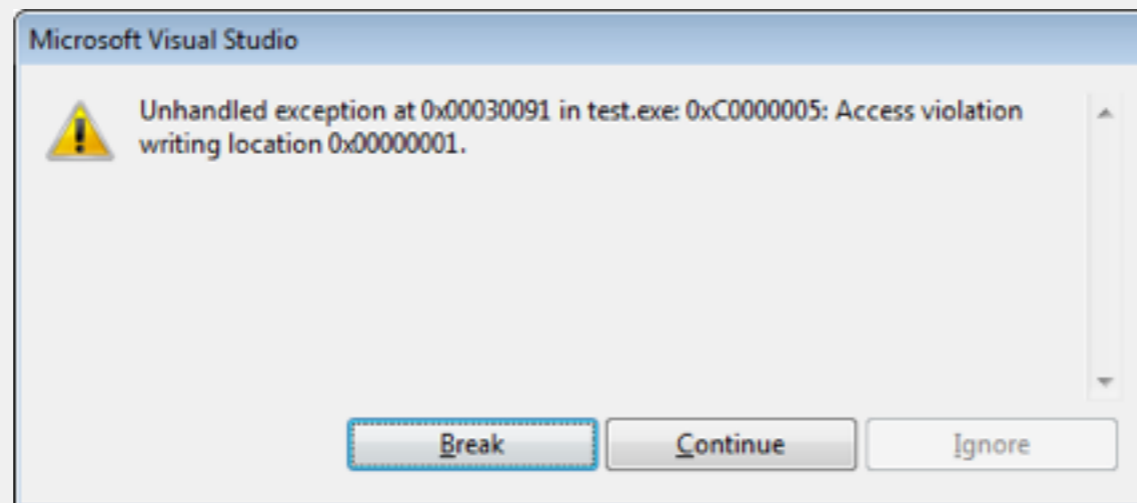 Microsoft Visual Studio
Unhandled exception at 0x00030091 in test.exe: 0xC0000005: Access violation
writing location 0x00000001.
Break Continue Ignore